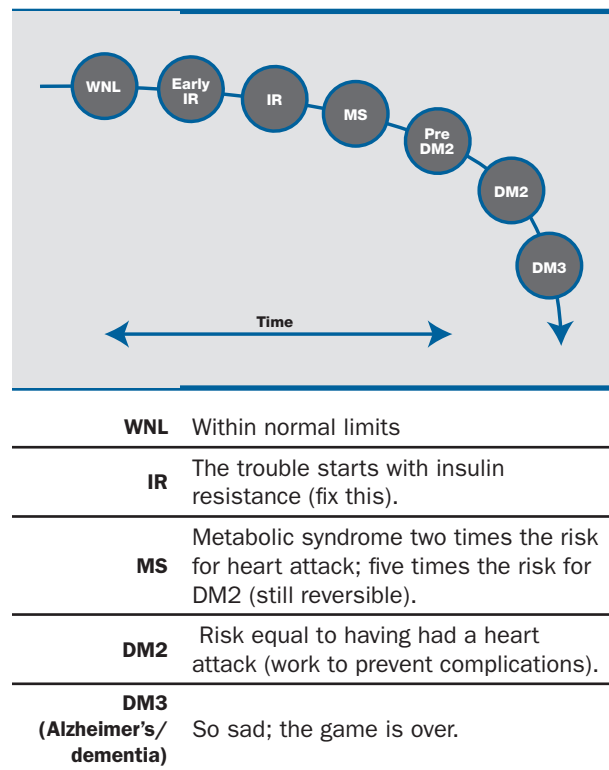 WNL
Early
IR
IR
MS
Pre
DM2
DM2
DM3
Time
WNL Within normal limits
IR The trouble starts with insulin
resistance (fix this).
MS Metabolic syndrome two times the risk
for heart attack; five times the risk for
DM2 (still reversible).
DM2 Risk equal to having had a heart
attack (work to prevent complications).
DM3
(Alzheimer's/
dementia) So sad; the game is over.